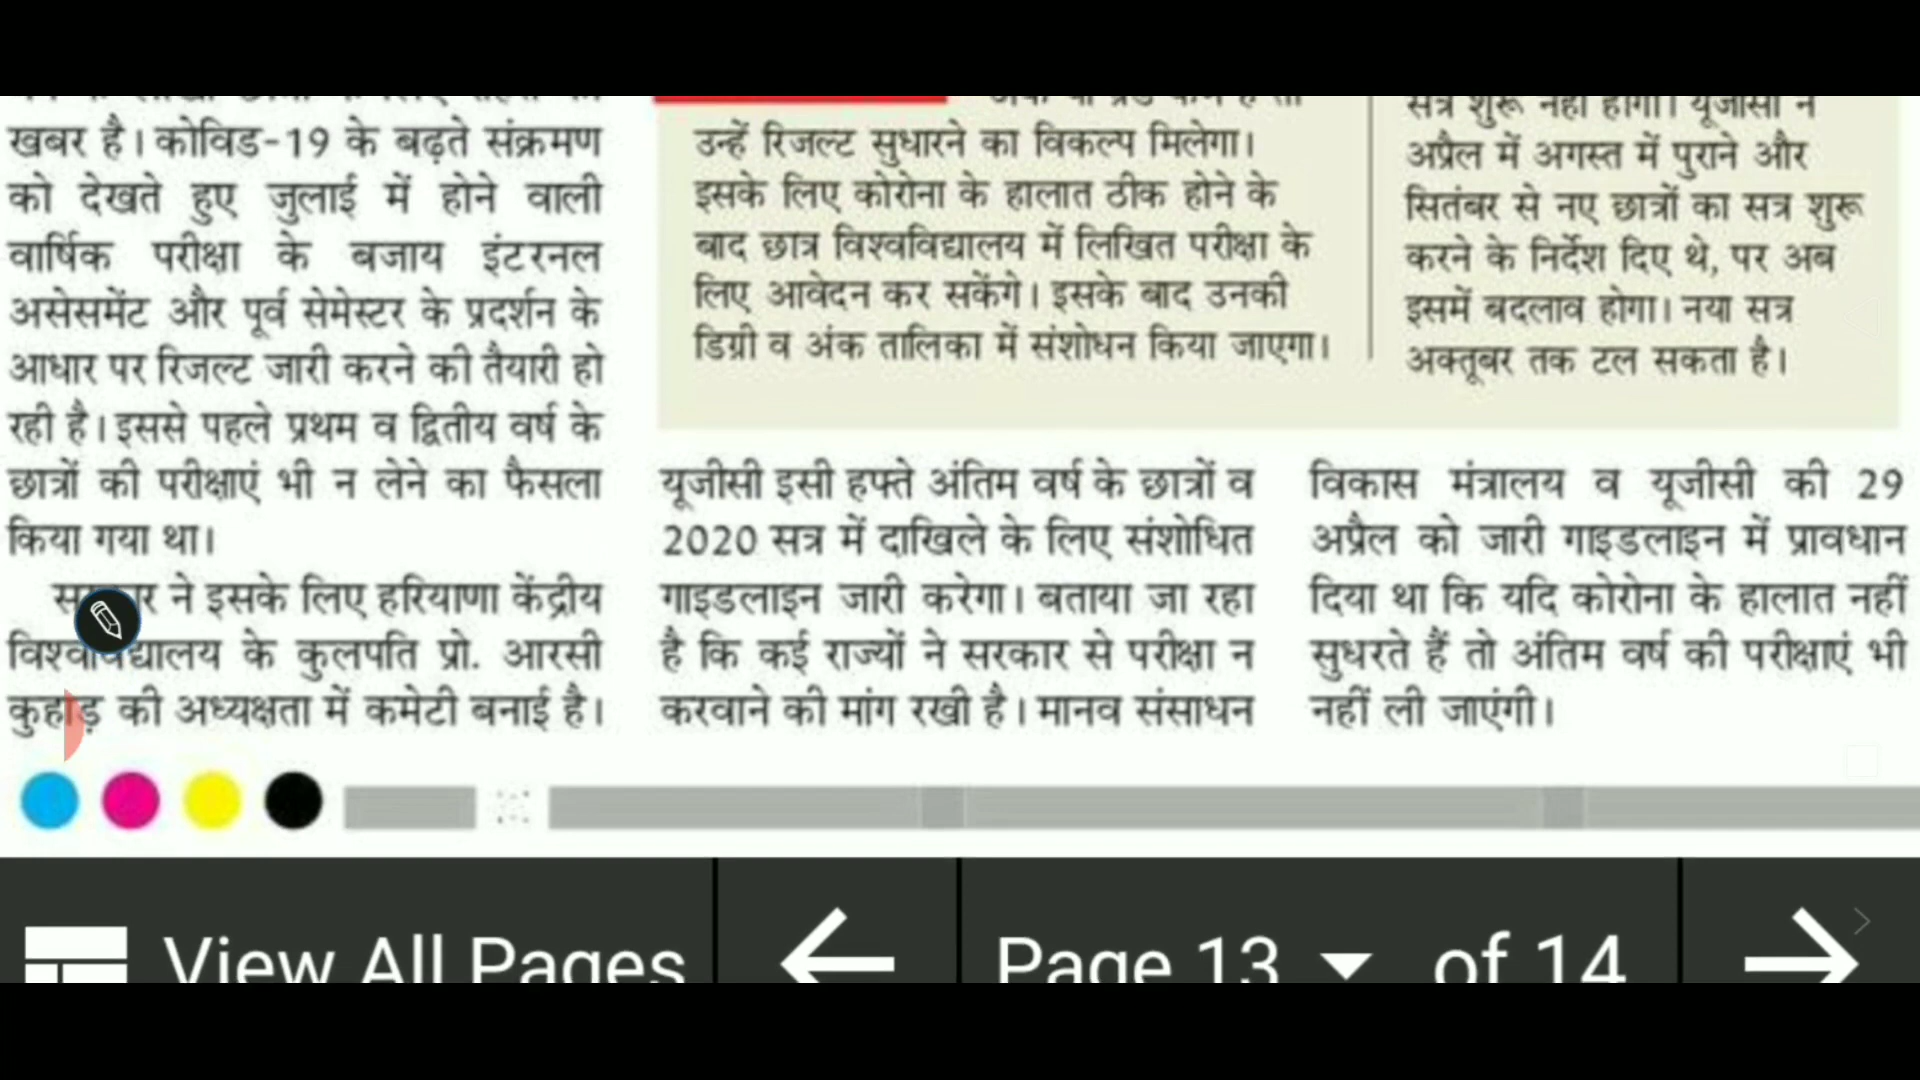 खबर है। कोविड-19 के बढ़ते संक्रमण
को देखते हुए जुलाई में होने वाली
वार्षिक परीक्षा के बजाय इंटरनल
असेसमेंट और पूर्व सेमेस्टर के प्रदर्शन के
आधार पर रिजल्ट जारी करने की तैयारी हो
रही है। इससे पहले प्रथम व द्वितीय वर्ष के
छात्रों की परीक्षाएं भी न लेने का फैसला
किया गया था।
ने इसके लिए हरियाणा केंद्रीय
विश्वविद्यालय के कुलपति प्रो. आरसी
कुहाड़ की अध्यक्षता में कमेटी बनाई है।
उन्हें रिजल्ट सुधारने का विकल्प मिलेगा।
इसके लिए कोरोना के हालात ठीक होने के
बाद छात्र विश्वविद्यालय में लिखित परीक्षा के
लिए आवेदन कर सकेंगे। इसके बाद उनकी
डिग्री व अंक तालिका में संशोधन किया जाएगा।
सत्र शुरू नहीं होगा। यूजीसी ने
अप्रैल में अगस्त में पुराने और
सितंबर से नए छात्रों का सत्र शुरू
करने के निर्देश दिए थे, पर अब
इसमें बदलाव होगा। नया सत्र
अक्तूबर तक टल सकता है।
यूजीसी इसी हफ्ते अंतिम वर्ष के छात्रों व
2020 सत्र में दाखिले के लिए संशोधित
गाइडलाइन जारी करेगा। बताया जा रहा
है कि कई राज्यों ने सरकार से परीक्षा न
करवाने की मांग रखी है। मानव संसाधन
विकास मंत्रालय व यूजीसी की 29
अप्रैल को जारी गाइडलाइन में प्रावधान
दिया था कि यदि कोरोना के हालात नहीं
सुधरते हैं तो अंतिम वर्ष की परीक्षाएं भी
नहीं ली जाएंगी।
View All Pages
Page 13 of 14